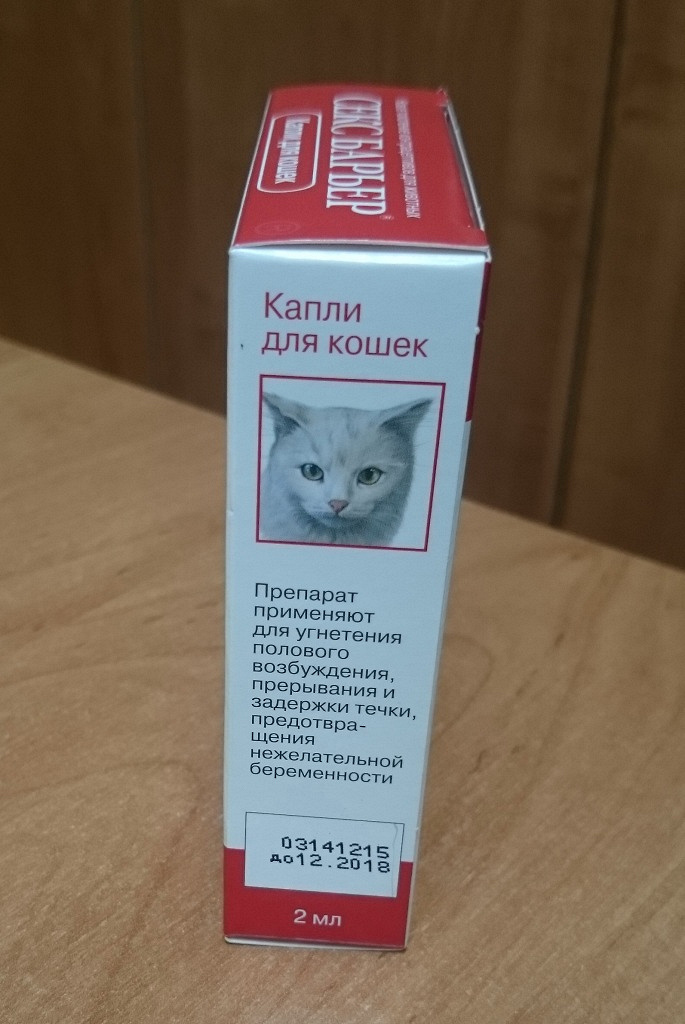 СЕКС БАРЬЕР®
Капли для кошек
Капли
для кошек
Препарат
применяют
для угнетения
полового
возбуждения,
прерывания и
задержки течки,
предотвра-
щения
нежелательной
беременности
03141215
до12.2018
2 мл